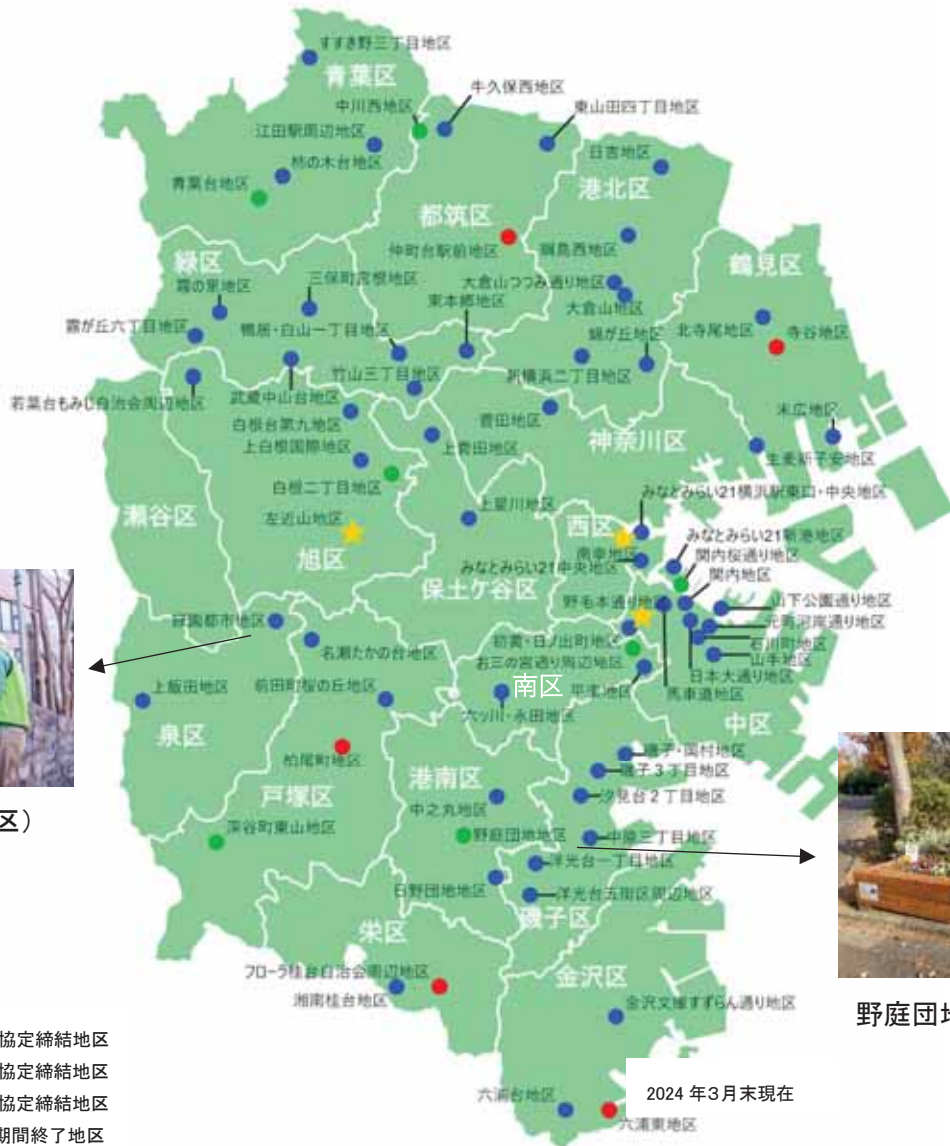 すすき野三丁目地区
青葉区
牛久保西地区
中川西地区
東山田四丁目地区
江田駅周辺地区
日吉地区
柿の木台地区
青葉台地区
港北区
都筑区
仲町台駅前地区
綱島西地区
緑区
鶴見区
三保町宮根地区
大倉山つつみ通り地区
霧の里地区
東本郷地区
大倉山地区
霧が丘六丁目地区
鴨居・白山一丁目地区
錦が丘地区
北寺尾地区
寺谷地区
竹山三丁目地区
新横浜二丁目地区
若葉台もみじ自治会周辺地区
武蔵中山台地区
白根台第九地区
菅田地区
末広地区
上白根国際地区
上菅田地区
神奈川区
生麦新子安地区
白根二丁目地区
みなとみらい21横浜駅東口・中央地区
瀬谷区
上星川地区
左近山地区
西区
みなとみらい21新港地区
南幸地区
関内桜通り地区
旭区
みなとみらい21中央地区
関内地区
保土ケ谷区
野毛本通り地区
山下公園通り地区
元町河岸通り地区
緑園都市地区
石川町地区
初黄・日ノ出町地区
名瀬たかの台地区
山手地区
お三の宮通り周辺地区
日本大通り地区
上飯田地区
前田町桜の丘地区
南区
馬車道地区
六ッ川・永田地区
中区
泉区
磯子・岡村地区
柏尾町地区
港南区
磯子3丁目地区
戸塚区
汐見台2丁目地区
中之丸地区
区）
深谷町東山地区
野庭団地地区
中原三丁目地区
洋光台一丁目地区
日野団地地区
洋光台五街区周辺地区
磯子区
栄区
フローラ桂台自治会周辺地区
金沢区
湘南桂台地区
金沢文庫すずらん通り地区
野庭団地
協定締結地区
協定締結地区
協定締結地区
期間終了地区
2024年3月末現在
六浦台地区
六浦東地区